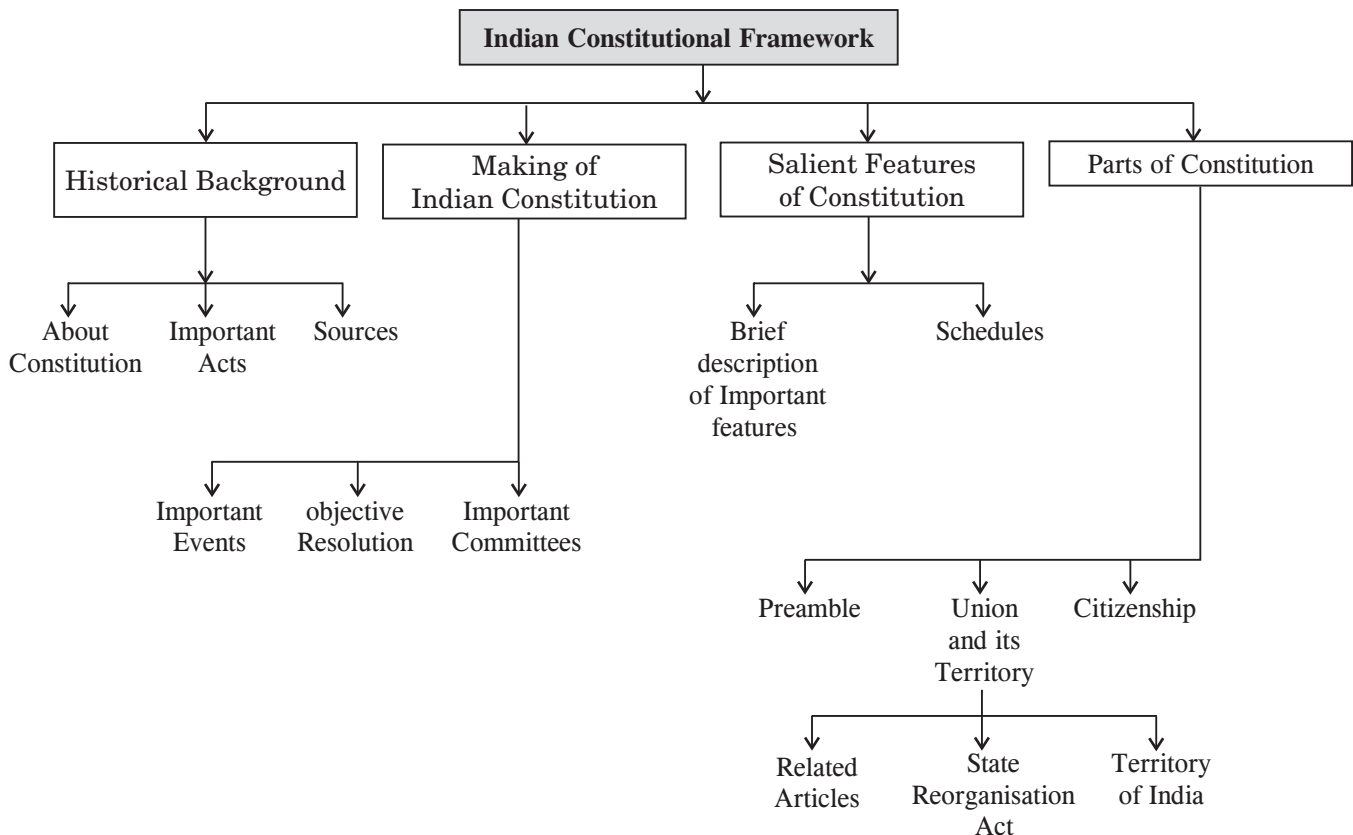 Indian Constitutional Framework
Historical Background
Making of
Indian Constitution
Salient Features
of Constitution
Parts of Constitution
About
Constitution
Important
Acts
Sources
Brief
description
of Important
features
Schedules
Important
Events
objective
Resolution
Important
Committees
Preamble
Union
and its
Territory
Citizenship
Related
Articles
State
Reorganisation
Act
Territory
of India